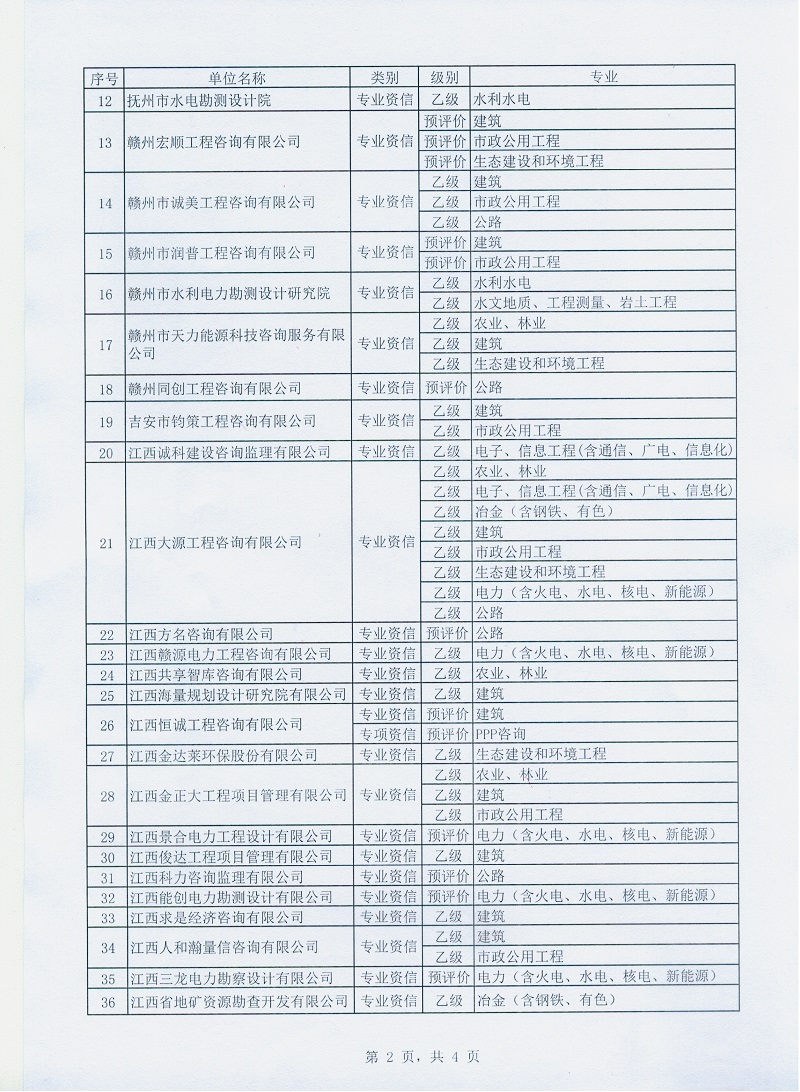 序号 单位名称 类别 级别 专业
12 抚州市水电勘测设计院 专业资信 乙级 水利水电
13 赣州宏顺工程咨询有限公司 专业资信 预评价 建筑
预评价 市政公用工程
预评价 生态建设和环境工程
14 赣州市诚美工程咨询有限公司 专业资信 乙级 建筑
乙级 市政公用工程
乙级 公路
15 赣州市润普工程咨询有限公司 专业资信 预评价 建筑
预评价 市政公用工程
16 赣州市水利电力勘测设计研究院 专业资信 乙级 水利水电
乙级 水文地质、工程测量、岩土工程
17 赣州市天力能源科技咨询服务有限 专业资信 乙级 农业、林业
公司 乙级 建筑
乙级 生态建设和环境工程
18 赣州同创工程咨询有限公司 专业资信 预评价 公路
19 吉安市钧策工程咨询有限公司 专业资信 乙级 建筑
乙级 市政公用工程
20 江西诚科建设咨询监理有限公司 专业资信 乙级 电子、信息工程(含通信、广电、信息化)
21 江西大源工程咨询有限公司 专业资信 乙级 农业、林业
乙级 电子、信息工程(含通信、广电、信息化)
乙级 冶金（含钢铁、有色）
乙级 建筑
乙级 市政公用工程
乙级 生态建设和环境工程
乙级 电力（含火电、水电、核电、新能源）
乙级 公路
22 江西方名咨询有限公司 专业资信 预评价 公路
23 江西赣源电力工程咨询有限公司 专业资信 乙级 电力（含火电、水电、核电、新能源）
24 江西共享智库咨询有限公司 专业资信 乙级 农业、林业
25 江西海量规划设计研究院有限公司 专业资信 乙级 建筑
26 江西恒诚工程咨询有限公司 专业资信 预评价 建筑
专项资信 预评价 PPP咨询
27 江西金达莱环保股份有限公司 专业资信 乙级 生态建设和环境工程
28 江西金正大工程项目管理有限公司 专业资信 乙级 农业、林业
乙级 建筑
乙级 市政公用工程
29 江西景合电力工程设计有限公司 专业资信 预评价 电力（含火电、水电、核电、新能源）
30 江西俊达工程项目管理有限公司 专业资信 乙级 建筑
31 江西科力咨询监理有限公司 专业资信 预评价 公路
32 江西能创电力勘测设计有限公司 专业资信 预评价 电力（含火电、水电、核电、新能源）
33 江西求是经济咨询有限公司 专业资信 乙级 建筑
34 江西人和瀚量信咨询有限公司 专业资信 乙级 建筑
乙级 市政公用工程
35 江西三龙电力勘察设计有限公司 专业资信 预评价 电力（含火电、水电、核电、新能源）
36 江西省地矿资源勘查开发有限公司 专业资信 乙级 冶金（含钢铁、有色）
第 2 页，共 4 页